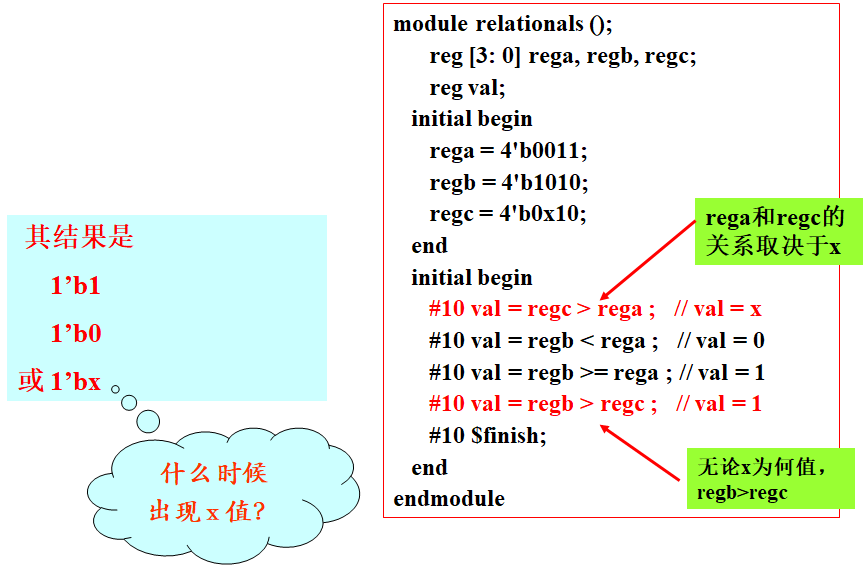 其结果是
1’b1
1’b0
或 1’bx
什么时候
出现 x 值?
module relationals ();
reg [3: 0] rega, regb, regc;
reg val;
initial begin
rega = 4'b0011;
regb = 4'b1010;
regc = 4'b0x10;
end
initial begin
#10 val = regc > rega ; // val = x
#10 val = regb < rega ; // val = 0
#10 val = regb >= rega ; // val = 1
#10 val = regb > regc ; // val = 1
#10 $finish;
end
endmodule
rega和regc的
关系取决于x
无论x为何值，
regb>regc